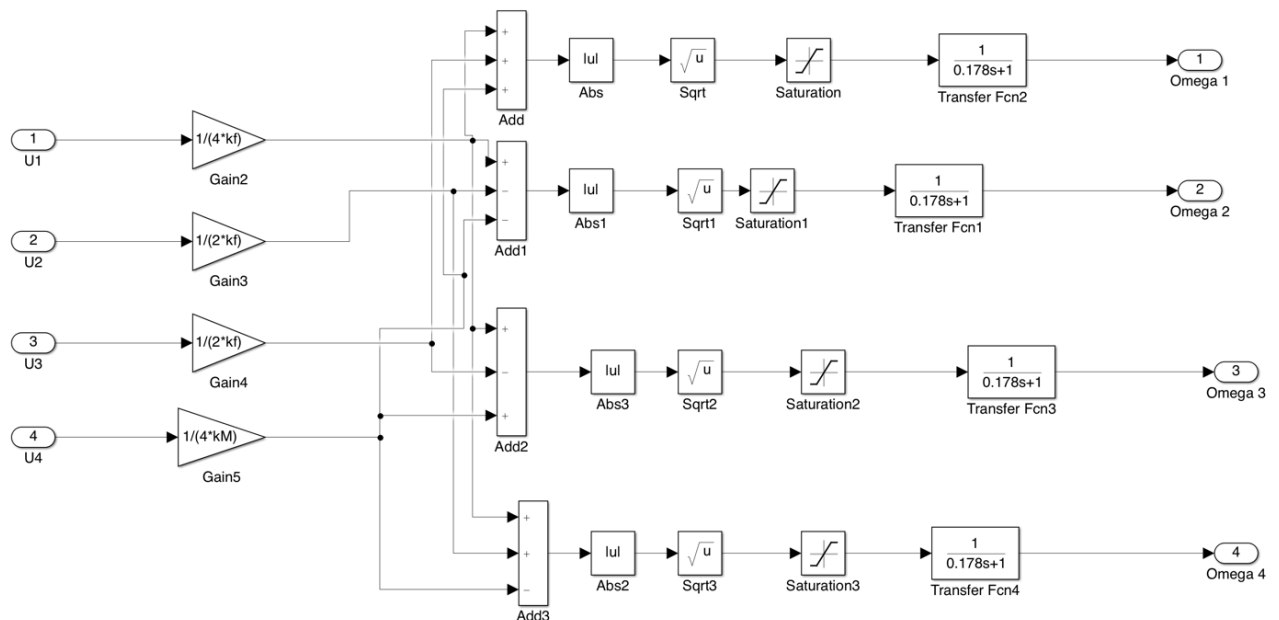 +
+
+
Add
|u|
Abs
√u
Sqrt
Saturation
1
0.178s+1
Transfer Fcn2
1
Omega 1
1
U1
1/(4*kf)
Gain2
+
−
−
Add1
|u|
Abs1
√u
Sqrt1
Saturation1
1
0.178s+1
Transfer Fcn1
2
Omega 2
2
U2
1/(2*kf)
Gain3
3
U3
1/(2*kf)
Gain4
+
−
+
Add2
|u|
Abs3
√u
Sqrt2
Saturation2
1
0.178s+1
Transfer Fcn3
3
Omega 3
4
U4
1/(4*kM)
Gain5
+
+
−
Add3
|u|
Abs2
√u
Sqrt3
Saturation3
1
0.178s+1
Transfer Fcn4
4
Omega 4